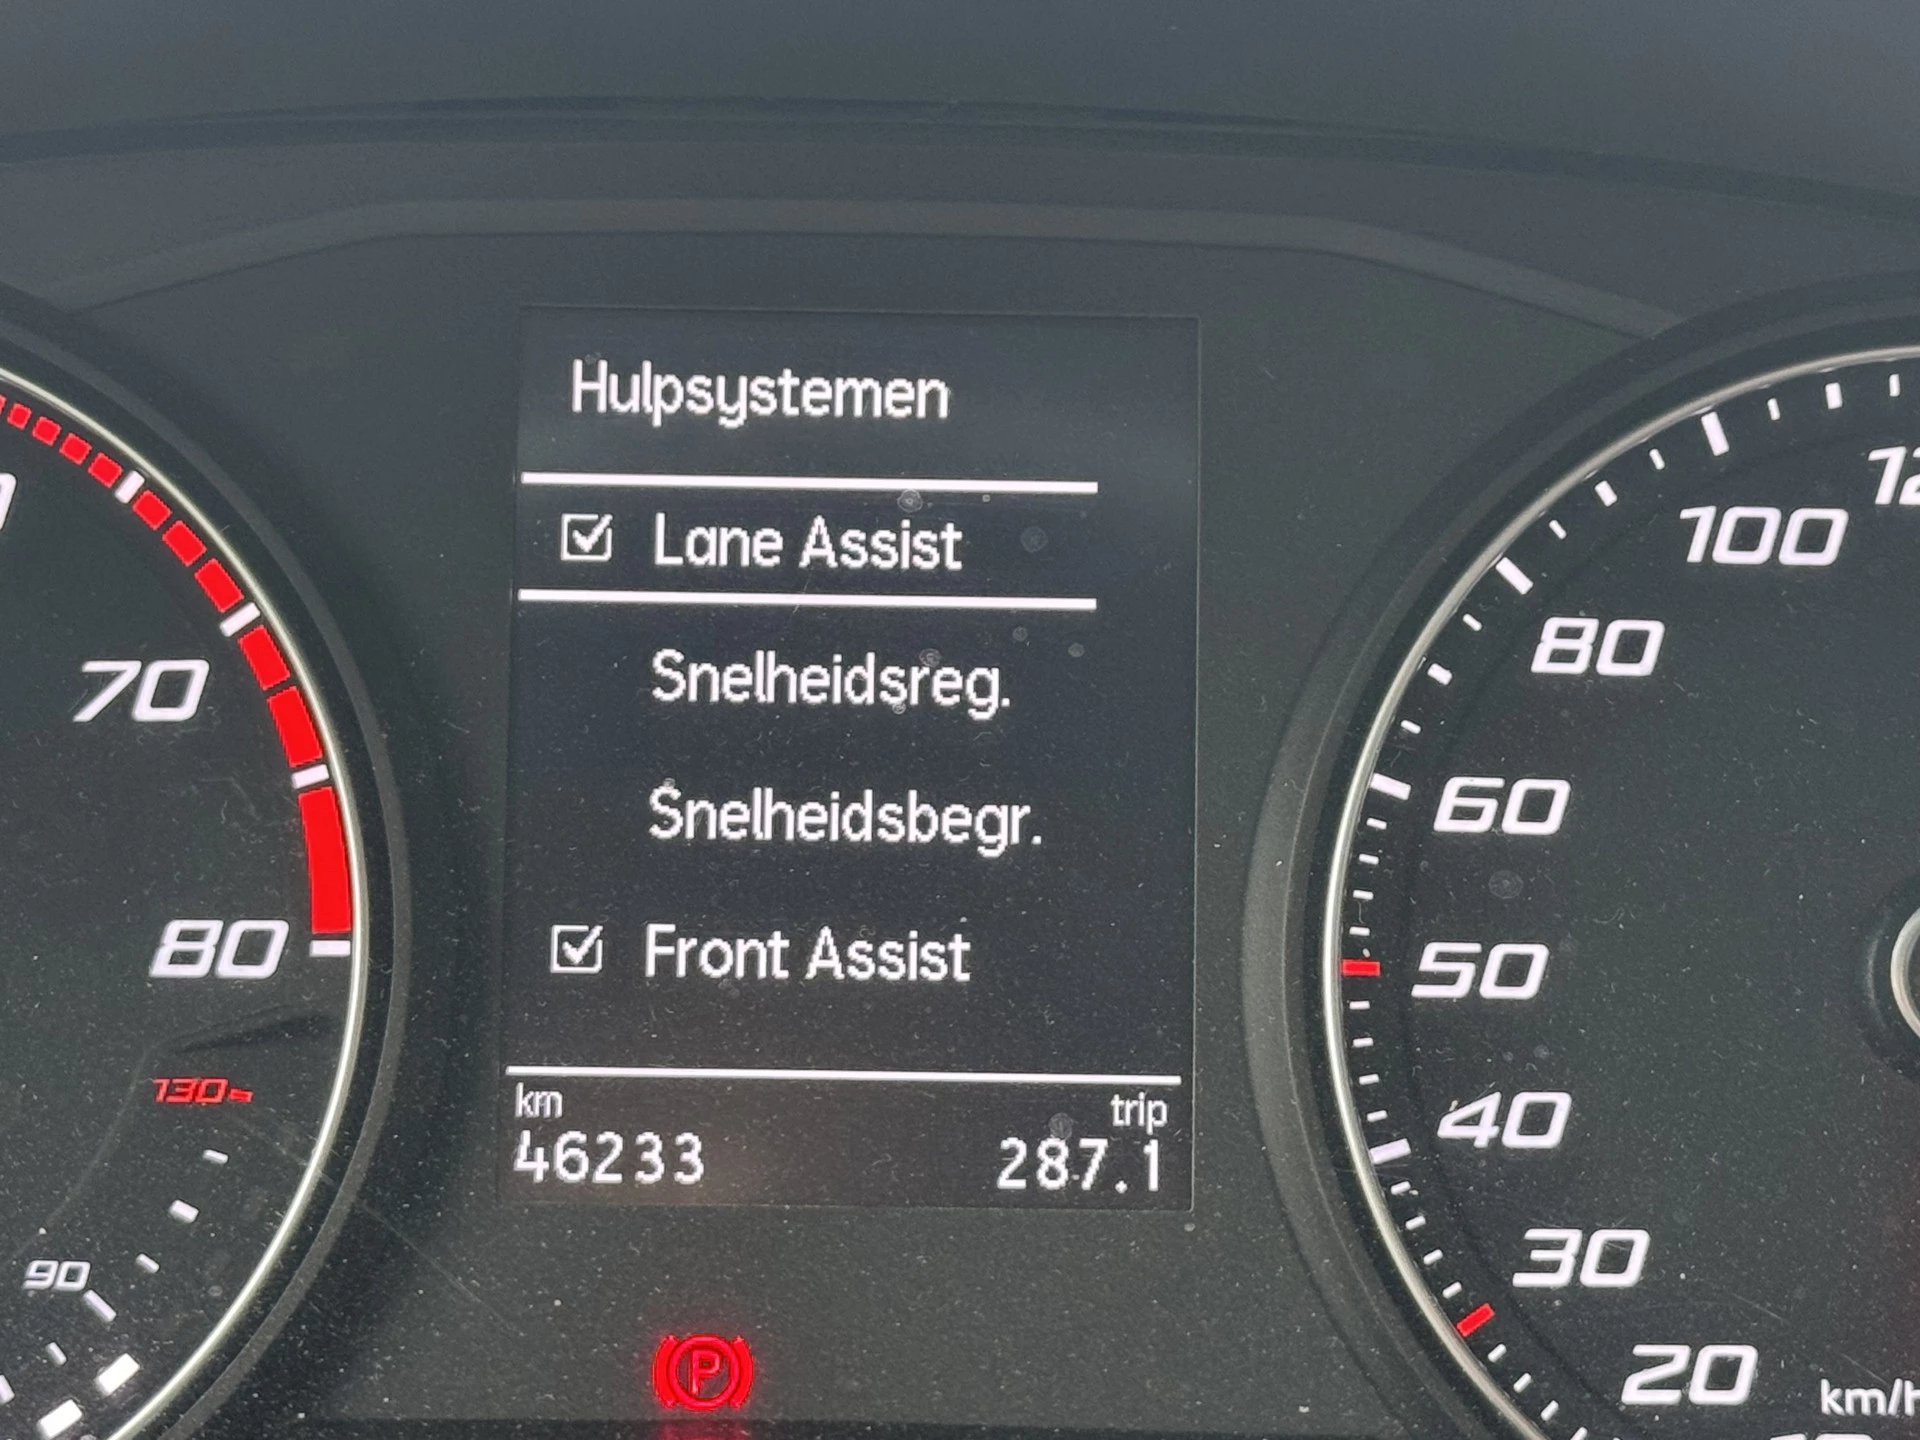 Hulpsystemen
Lane Assist
Snelheidsreg.
Snelheidsbegr.
Front Assist
km
trip
46233
287.1
70
80
130
90
100
80
60
50
40
30
20
km/h
P